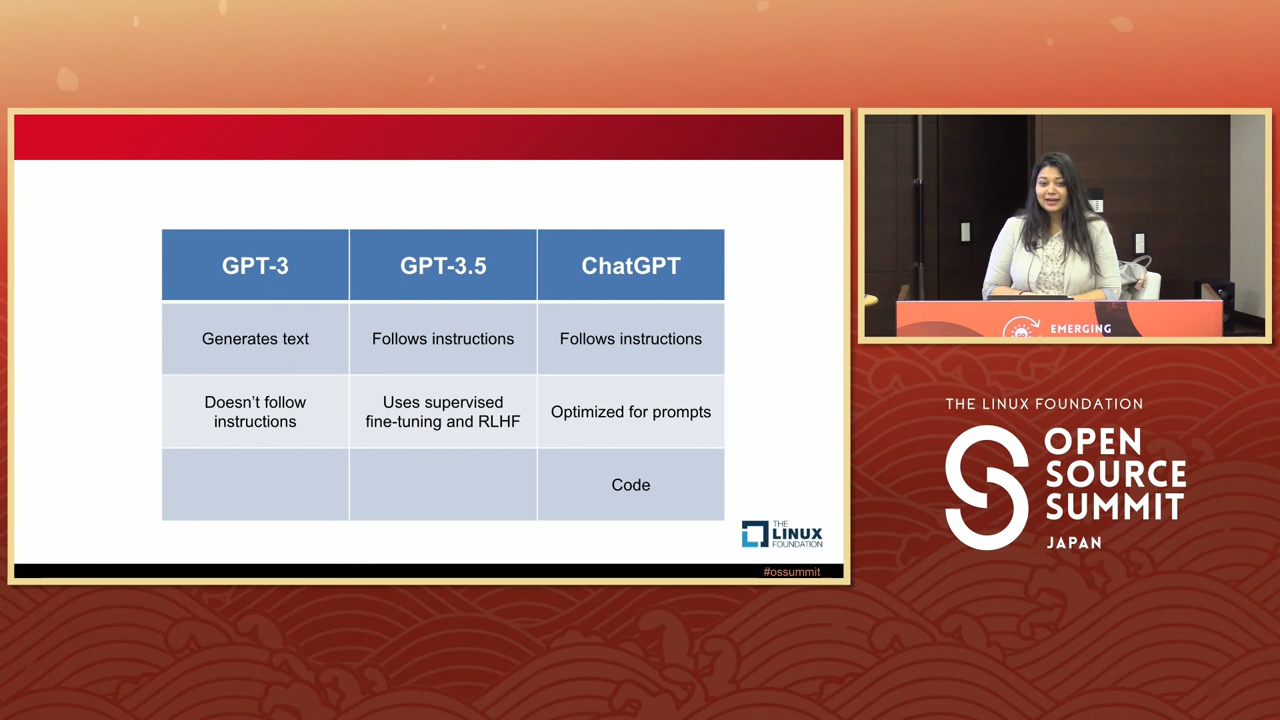 GPT-3
GPT-3.5
ChatGPT
Generates text
Follows instructions
Follows instructions
Doesn’t follow
instructions
Uses supervised
fine-tuning and RLHF
Optimized for prompts
Code
THE
LINUX
FOUNDATION
#ossummit
EMERGING
THE LINUX FOUNDATION
OPEN
SOURCE
SUMMIT
JAPAN